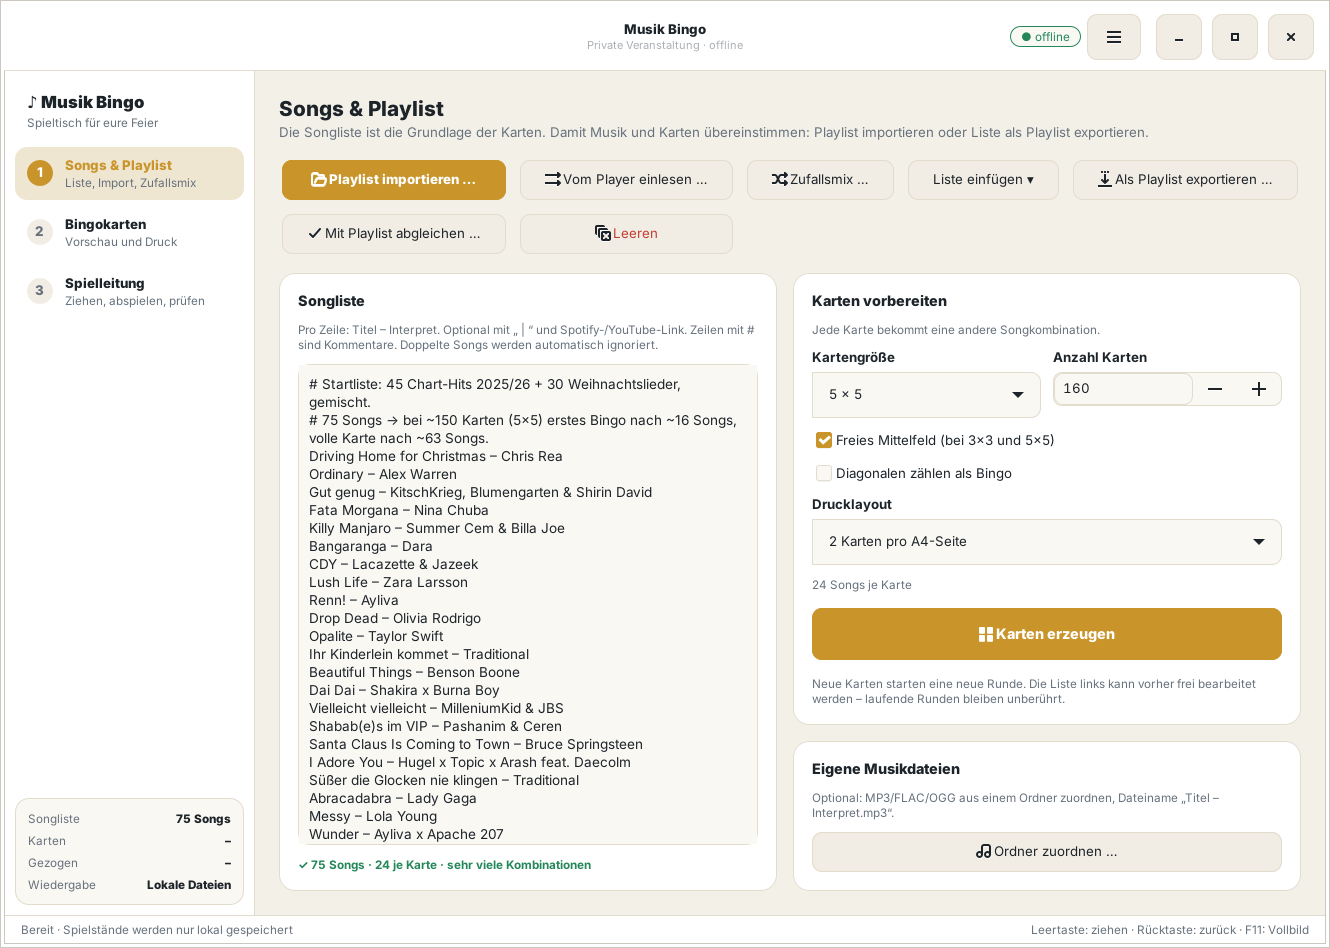 Musik Bingo
Private Veranstaltung · offline
offline
♪ Musik Bingo
Spieltisch für eure Feier
1
Songs & Playlist
Liste, Import, Zufallsmix
2
Bingokarten
Vorschau und Druck
3
Spielleitung
Ziehen, abspielen, prüfen
Songliste 75 Songs
Karten –
Gezogen –
Wiedergabe Lokale Dateien
Songs & Playlist
Die Songliste ist die Grundlage der Karten. Damit Musik und Karten übereinstimmen: Playlist importieren oder Liste als Playlist exportieren.
Playlist importieren …
Vom Player einlesen …
Zufallsmix …
Liste einfügen ▾
Als Playlist exportieren …
Mit Playlist abgleichen …
Leeren
Songliste
Pro Zeile: Titel – Interpret. Optional mit „ | “ und Spotify-/YouTube-Link. Zeilen mit #
sind Kommentare. Doppelte Songs werden automatisch ignoriert.
# Startliste: 45 Chart-Hits 2025/26 + 30 Weihnachtslieder,
gemischt.
# 75 Songs → bei ~150 Karten (5×5) erstes Bingo nach ~16 Songs,
volle Karte nach ~63 Songs.
Driving Home for Christmas – Chris Rea
Ordinary – Alex Warren
Gut genug – KitschKrieg, Blumengarten & Shirin David
Fata Morgana – Nina Chuba
Killy Manjaro – Summer Cem & Billa Joe
Bangaranga – Dara
CDY – Lacazette & Jazeek
Lush Life – Zara Larsson
Renn! – Ayliva
Drop Dead – Olivia Rodrigo
Opalite – Taylor Swift
Ihr Kinderlein kommet – Traditional
Beautiful Things – Benson Boone
Dai Dai – Shakira x Burna Boy
Vielleicht vielleicht – MilleniumKid & JBS
Shabab(e)s im VIP – Pashanim & Ceren
Santa Claus Is Coming to Town – Bruce Springsteen
I Adore You – Hugel x Topic x Arash feat. Daecolm
Süßer die Glocken nie klingen – Traditional
Abracadabra – Lady Gaga
Messy – Lola Young
Wunder – Ayliva x Apache 207
✓ 75 Songs · 24 je Karte · sehr viele Kombinationen
Karten vorbereiten
Jede Karte bekommt eine andere Songkombination.
Kartengröße
Anzahl Karten
5 × 5
160
Freies Mittelfeld (bei 3×3 und 5×5)
Diagonalen zählen als Bingo
Drucklayout
2 Karten pro A4-Seite
24 Songs je Karte
Karten erzeugen
Neue Karten starten eine neue Runde. Die Liste links kann vorher frei bearbeitet
werden – laufende Runden bleiben unberührt.
Eigene Musikdateien
Optional: MP3/FLAC/OGG aus einem Ordner zuordnen, Dateiname „Titel –
Interpret.mp3“.
Ordner zuordnen …
Bereit · Spielstände werden nur lokal gespeichert
Leertaste: ziehen · Rücktaste: zurück · F11: Vollbild